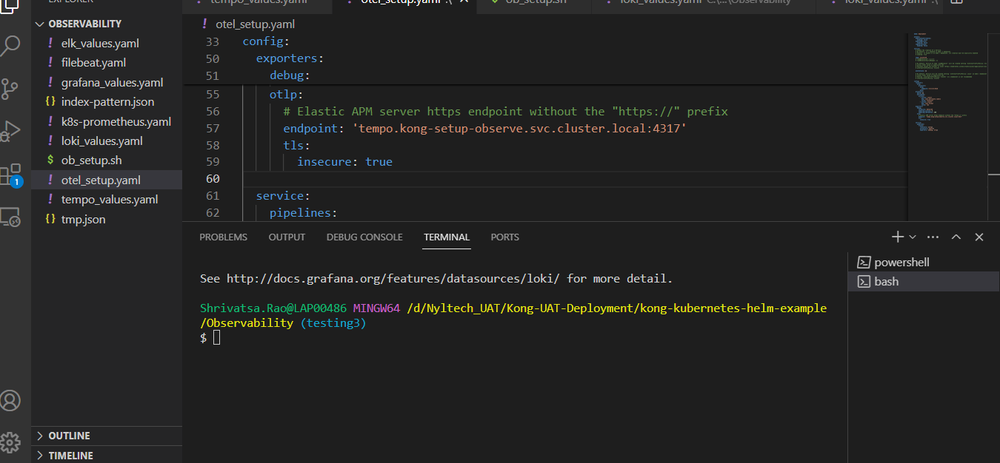 EXPLORER
tempo_values.yaml
otel_setup.yaml .\
ob_setup.sh
loki_values.yaml C:\...\Observability
loki_values.yaml .\
OBSERVABILITY
elk_values.yaml
filebeat.yaml
grafana_values.yaml
index-pattern.json
k8s-prometheus.yaml
loki_values.yaml
ob_setup.sh
otel_setup.yaml
tempo_values.yaml
tmp.json
OUTLINE
TIMELINE
1
! otel_setup.yaml
33 config:
50 exporters:
51 debug:
55 otlp:
56 # Elastic APM server https endpoint without the "https://" prefix
57 endpoint: 'tempo.kong-setup-observe.svc.cluster.local:4317'
58 tls:
59 insecure: true
60
61 service:
62 pipelines:
PROBLEMS OUTPUT DEBUG CONSOLE TERMINAL PORTS
See http://docs.grafana.org/features/datasources/loki/ for more detail.
Shrivatsa.Rao@LAP00486 MINGW64 /d/Nyltech_UAT/Kong-UAT-Deployment/kong-kubernetes-helm-example
/Observability (testing3)
$
powershell
bash